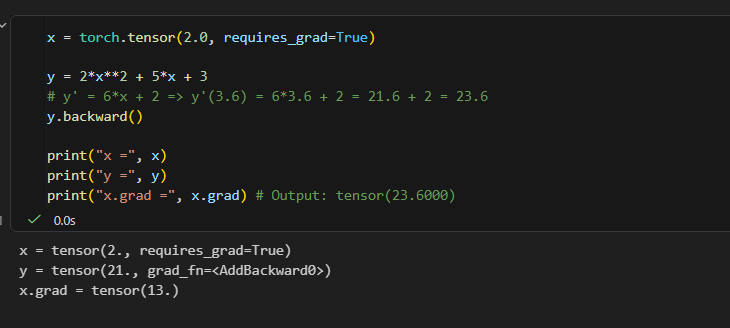 x = torch.tensor(2.0, requires_grad=True)
y = 2*x**2 + 5*x + 3
# y' = 6*x + 2 => y'(3.6) = 6*3.6 + 2 = 21.6 + 2 = 23.6
y.backward()
print("x =", x)
print("y =", y)
print("x.grad =", x.grad) # Output: tensor(23.6000)
0.0s
x = tensor(2., requires_grad=True)
y = tensor(21., grad_fn=<AddBackward0>)
x.grad = tensor(13.)